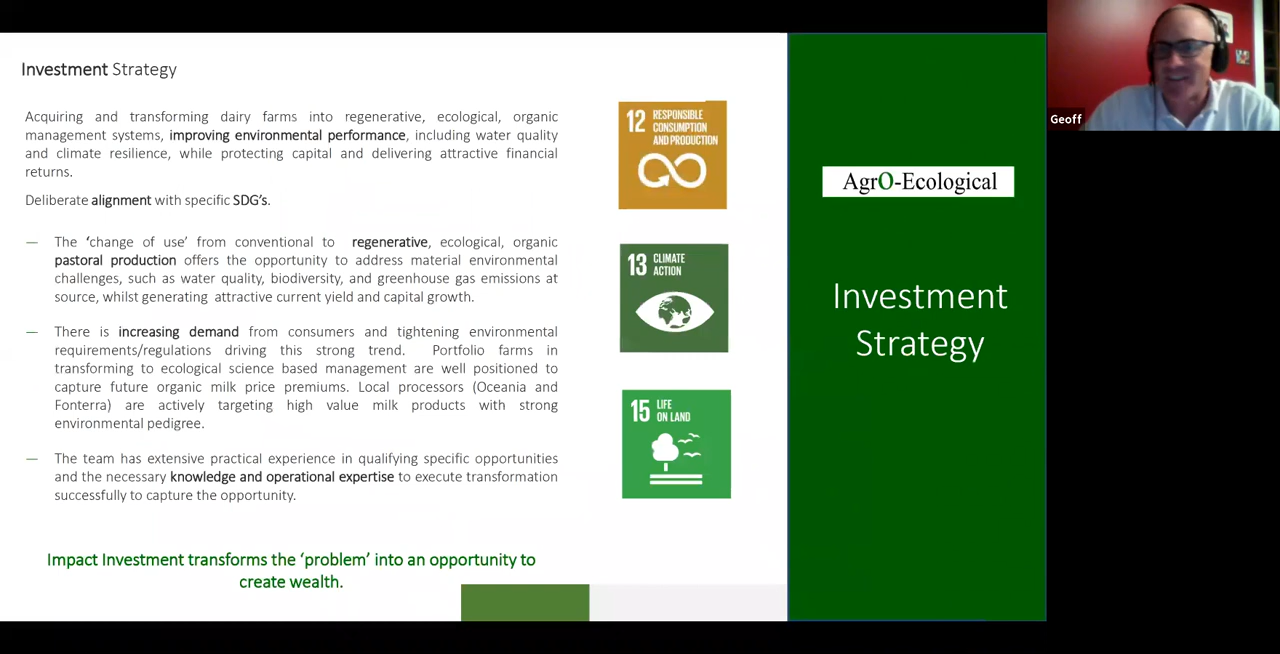 Investment Strategy
Acquiring and transforming dairy farms into regenerative, ecological, organic
management systems, improving environmental performance, including water quality
and climate resilience, while protecting capital and delivering attractive financial
returns.
Deliberate alignment with specific SDG's.
— The 'change of use' from conventional to regenerative, ecological, organic
pastoral production offers the opportunity to address material environmental
challenges, such as water quality, biodiversity, and greenhouse gas emissions at
source, whilst generating attractive current yield and capital growth.
— There is increasing demand from consumers and tightening environmental
requirements/regulations driving this strong trend. Portfolio farms in
transforming to ecological science based management are well positioned to
capture future organic milk price premiums. Local processors (Oceania and
Fonterra) are actively targeting high value milk products with strong
environmental pedigree.
— The team has extensive practical experience in qualifying specific opportunities
and the necessary knowledge and operational expertise to execute transformation
successfully to capture the opportunity.
Impact Investment transforms the 'problem' into an opportunity to
create wealth.
12 RESPONSIBLE
CONSUMPTION
AND PRODUCTION
13 CLIMATE
ACTION
15 LIFE
ON LAND
AgrO-Ecological
Investment
Strategy
Geoff